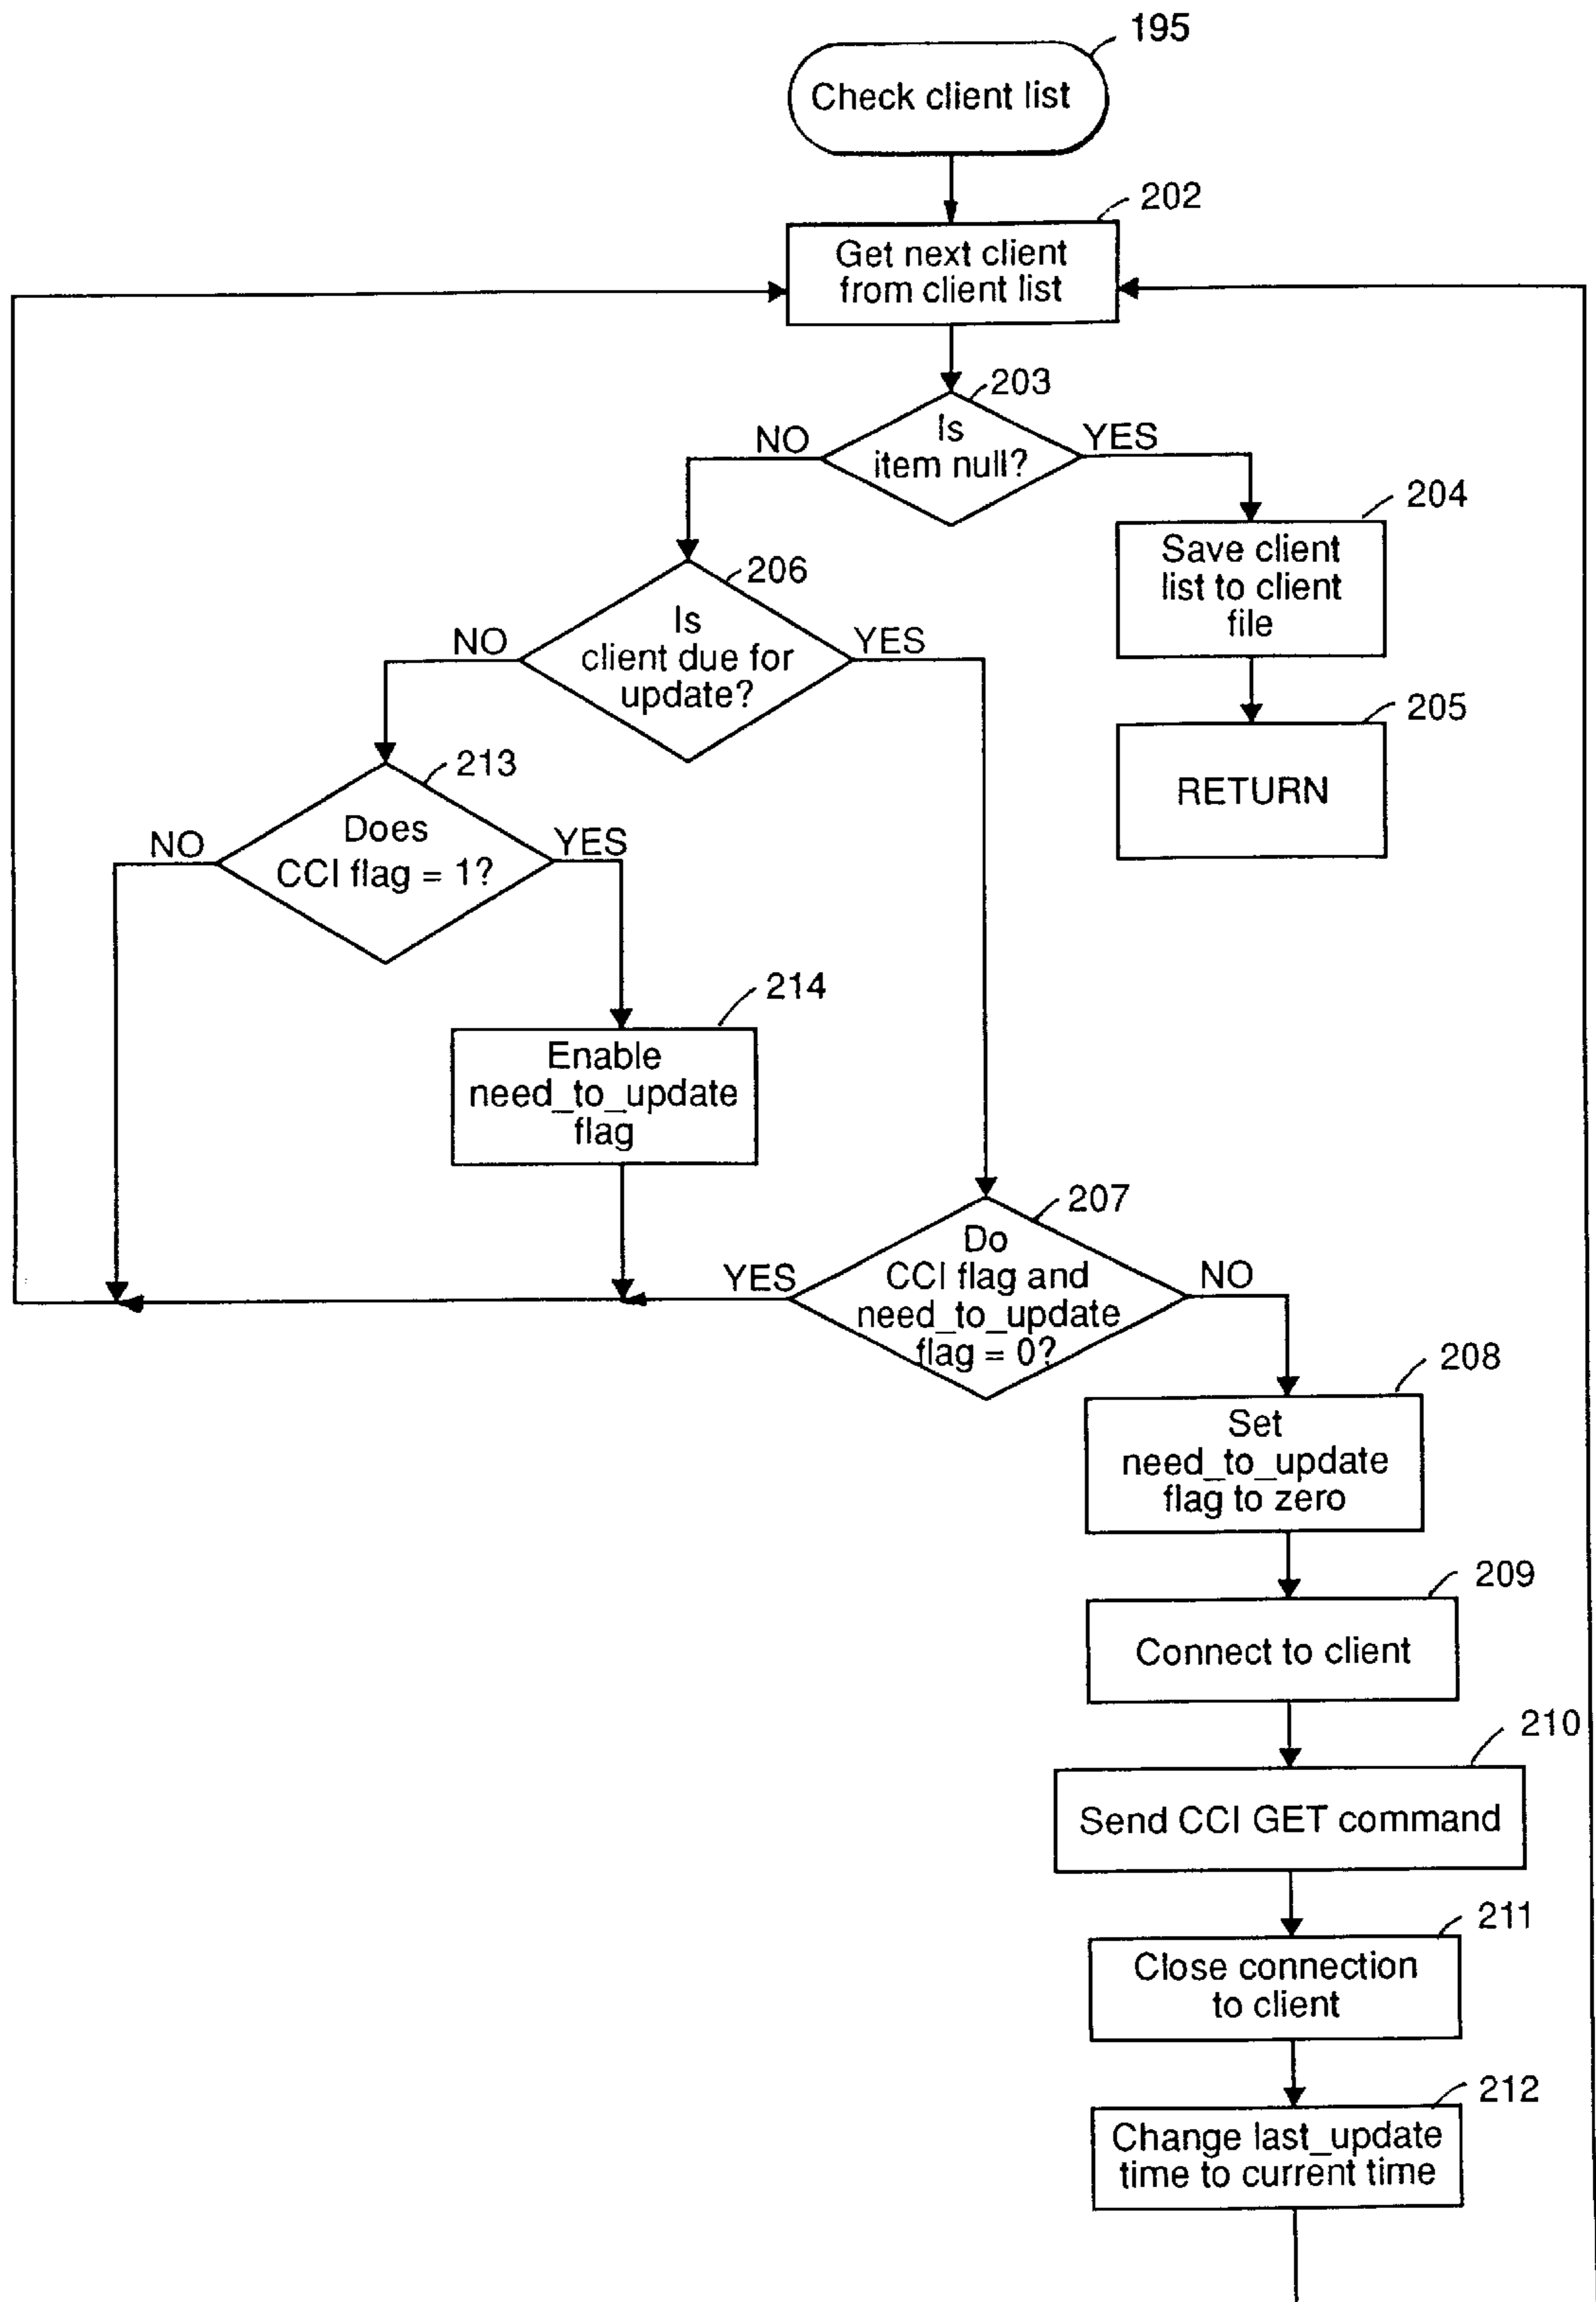 195
Check client list
202
Get next client
from client list
203
Is
item null?
NO
YES
204
Save client
list to client
file
206
Is
client due for
update?
NO
YES
205
RETURN
213
Does
CCI flag = 1?
NO
YES
214
Enable
need_to_update
flag
207
Do
CCI flag and
need_to_update
flag = 0?
YES
NO
208
Set
need_to_update
flag to zero
209
Connect to client
210
Send CCI GET command
211
Close connection
to client
212
Change last_update
time to current time